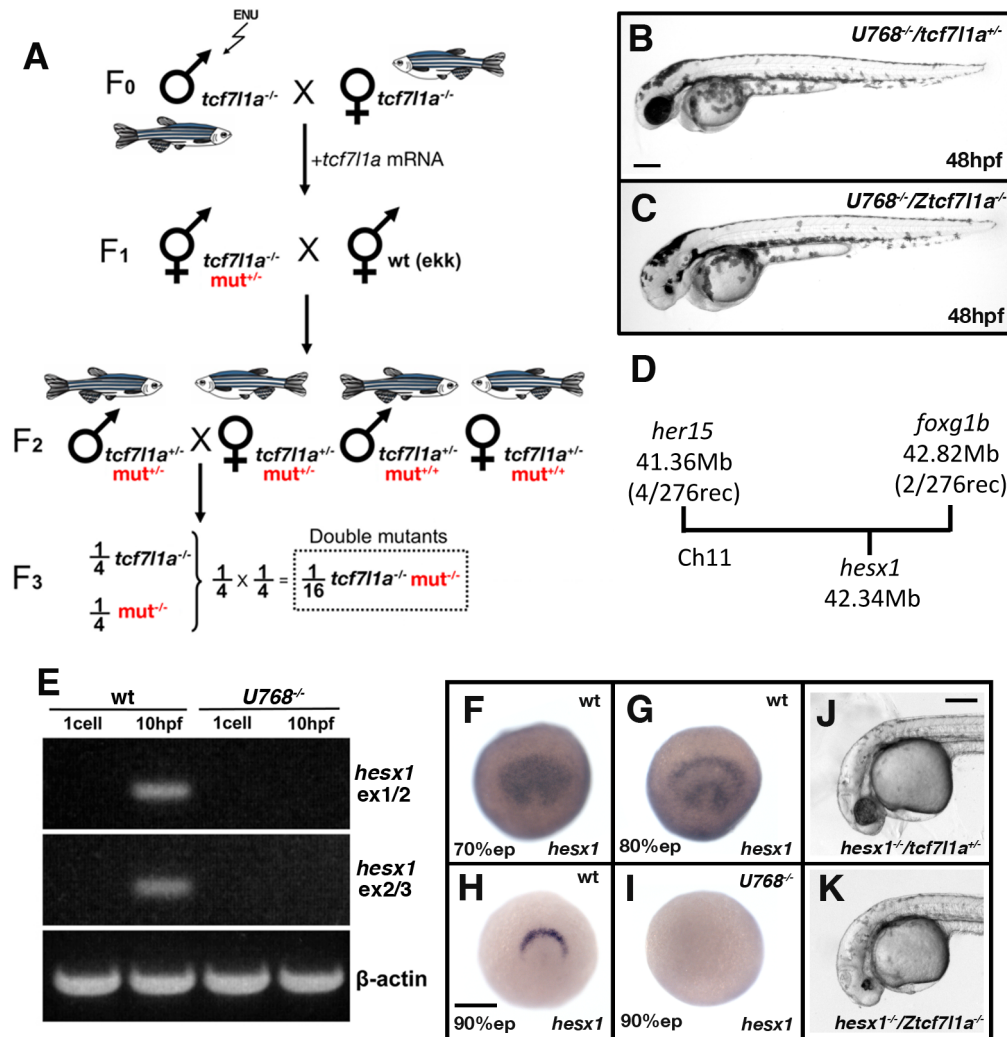 A
ENU
F0
tcf7l1a-/-
X
tcf7l1a-/-
+tcf7l1a mRNA
F1
tcf7l1a-/-
mut+/-
X
wt (ekk)
F2
tcf7l1a+/-
mut+/-
X
tcf7l1a+/-
mut+/-
tcf7l1a+/-
mut+/+
tcf7l1a+/-
mut+/+
F3
1/4 tcf7l1a-/-
1/4 mut-/-
1/4 x 1/4 =
Double mutants
1/16 tcf7l1a-/- mut-/-
B
U768-/-/tcf7l1a+/-
48hpf
C
U768-/-/Ztcf7l1a-/-
48hpf
D
her15
41.36Mb
(4/276rec)
foxg1b
42.82Mb
(2/276rec)
Ch11
hesx1
42.34Mb
E
wt
U768-/-
1cell 10hpf 1cell 10hpf
hesx1
ex1/2
hesx1
ex2/3
β-actin
F
wt
70%ep
hesx1
G
wt
80%ep
hesx1
H
wt
90%ep
hesx1
I
U768-/-
90%ep
hesx1
J
hesx1-/-/tcf7l1a+/-
K
hesx1-/-/Ztcf7l1a-/-